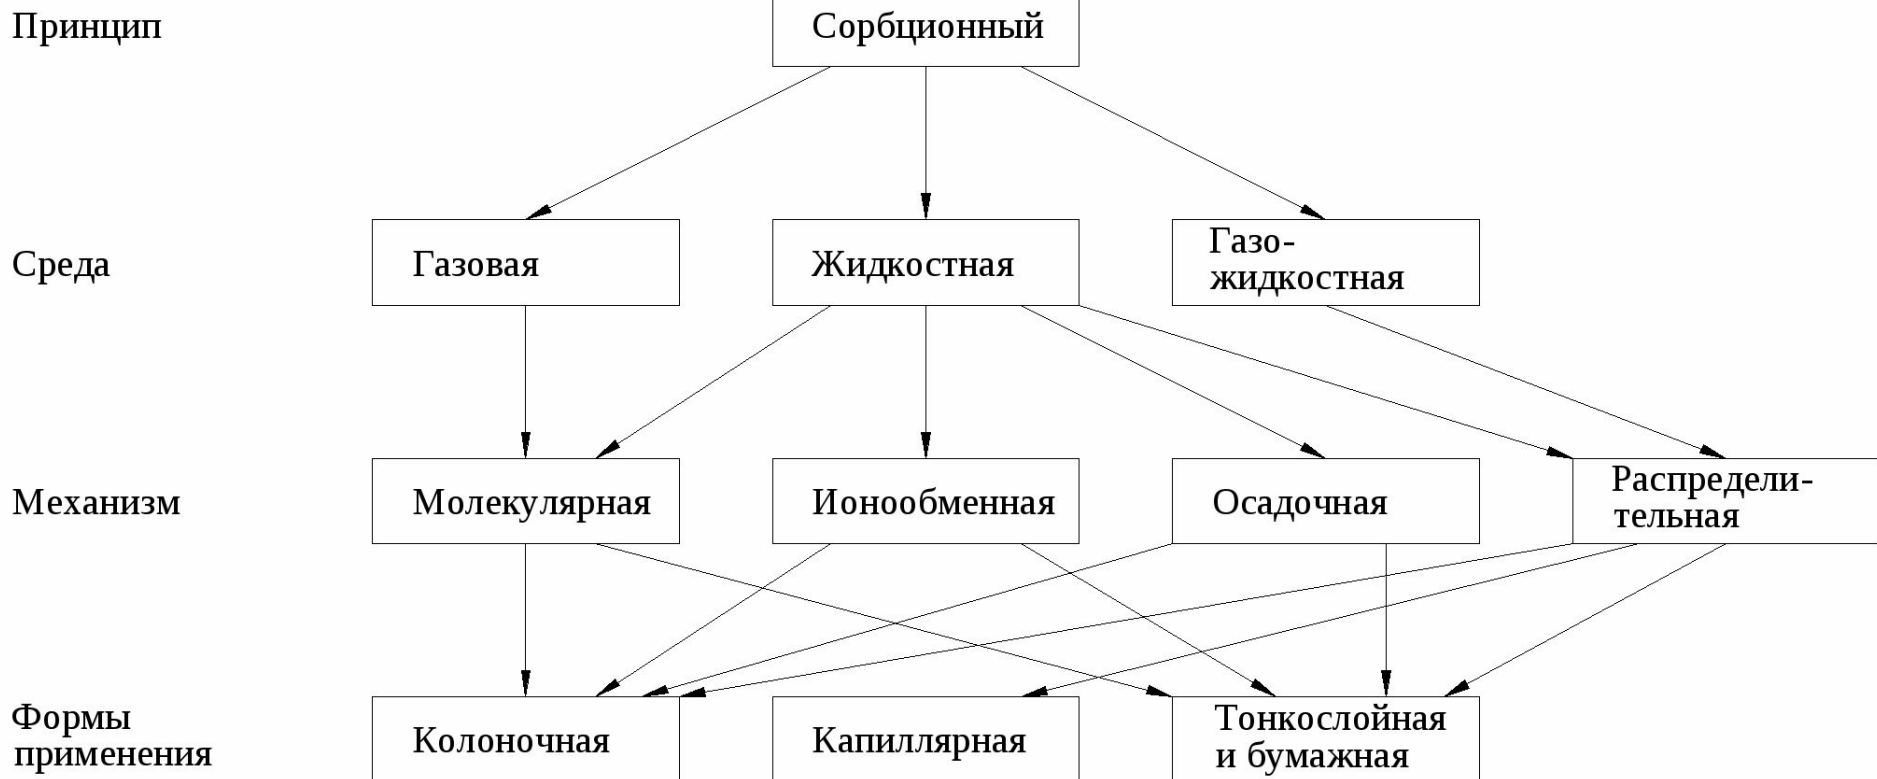 Принцип
Сорбционный
Среда
Газовая
Жидкостная
Газо-
жидкостная
Механизм
Молекулярная
Ионообменная
Осадочная
Распредели-
тельная
Формы
применения
Колоночная
Капиллярная
Тонкослойная
и бумажная